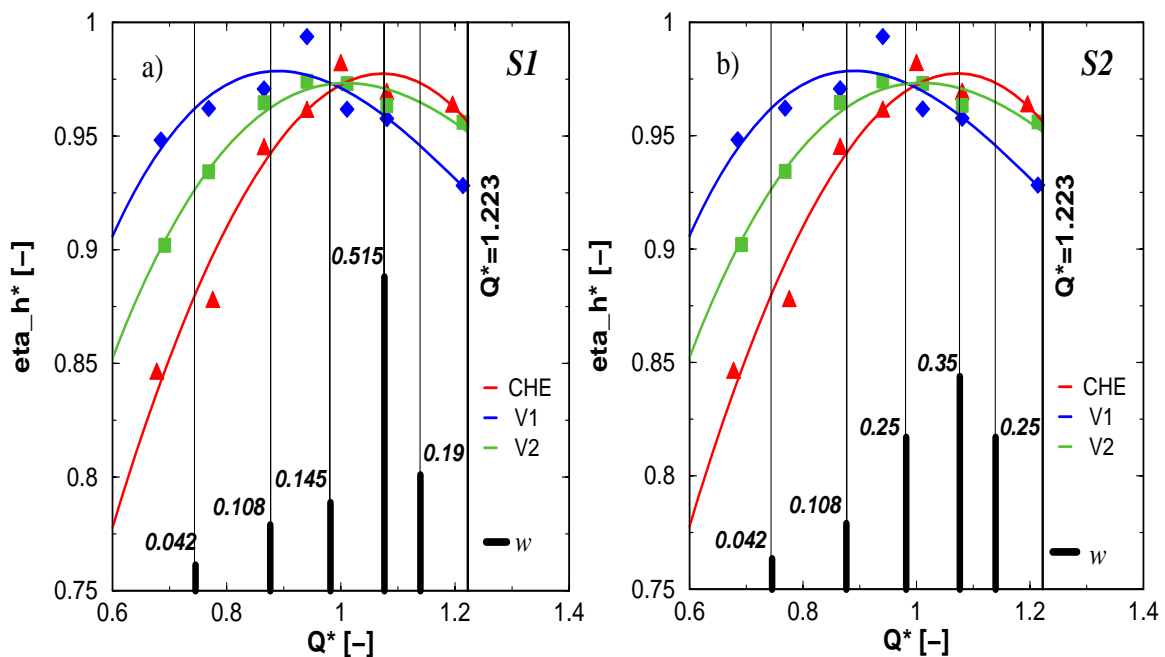 a)
S1
1
0.95
0.9
0.85
0.8
0.75
eta_h* [–]
0.515
0.19
0.145
0.108
0.042
Q*=1.223
CHE
V1
V2
w
0.6
0.8
1
1.2
1.4
Q* [–]
b)
S2
1
0.95
0.9
0.85
0.8
0.75
eta_h* [–]
0.35
0.25
0.25
0.108
0.042
Q*=1.223
CHE
V1
V2
w
0.6
0.8
1
1.2
1.4
Q* [–]